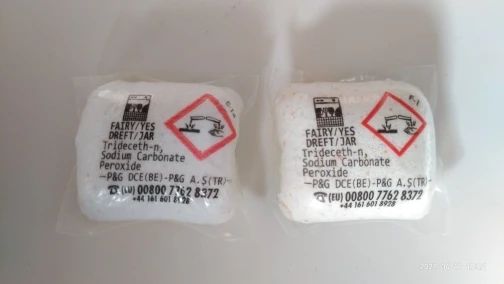 E-1
FAIRY/YES
DREFT/JAR
Trideceth-n,
Sodium Carbonate
Peroxide
—P&G DCE(BE)-P&G A.Ş(TR)—
☎(EU) 00800 7762 8372
+44 161 601 8928
E-1
FAIRY/YES
DREFT/JAR
Trideceth-n,
Sodium Carbonate
Peroxide
—P&G DCE(BE)-P&G A.Ş(TR)—
☎(EU) 00800 7762 8372
+44 161 601 8928